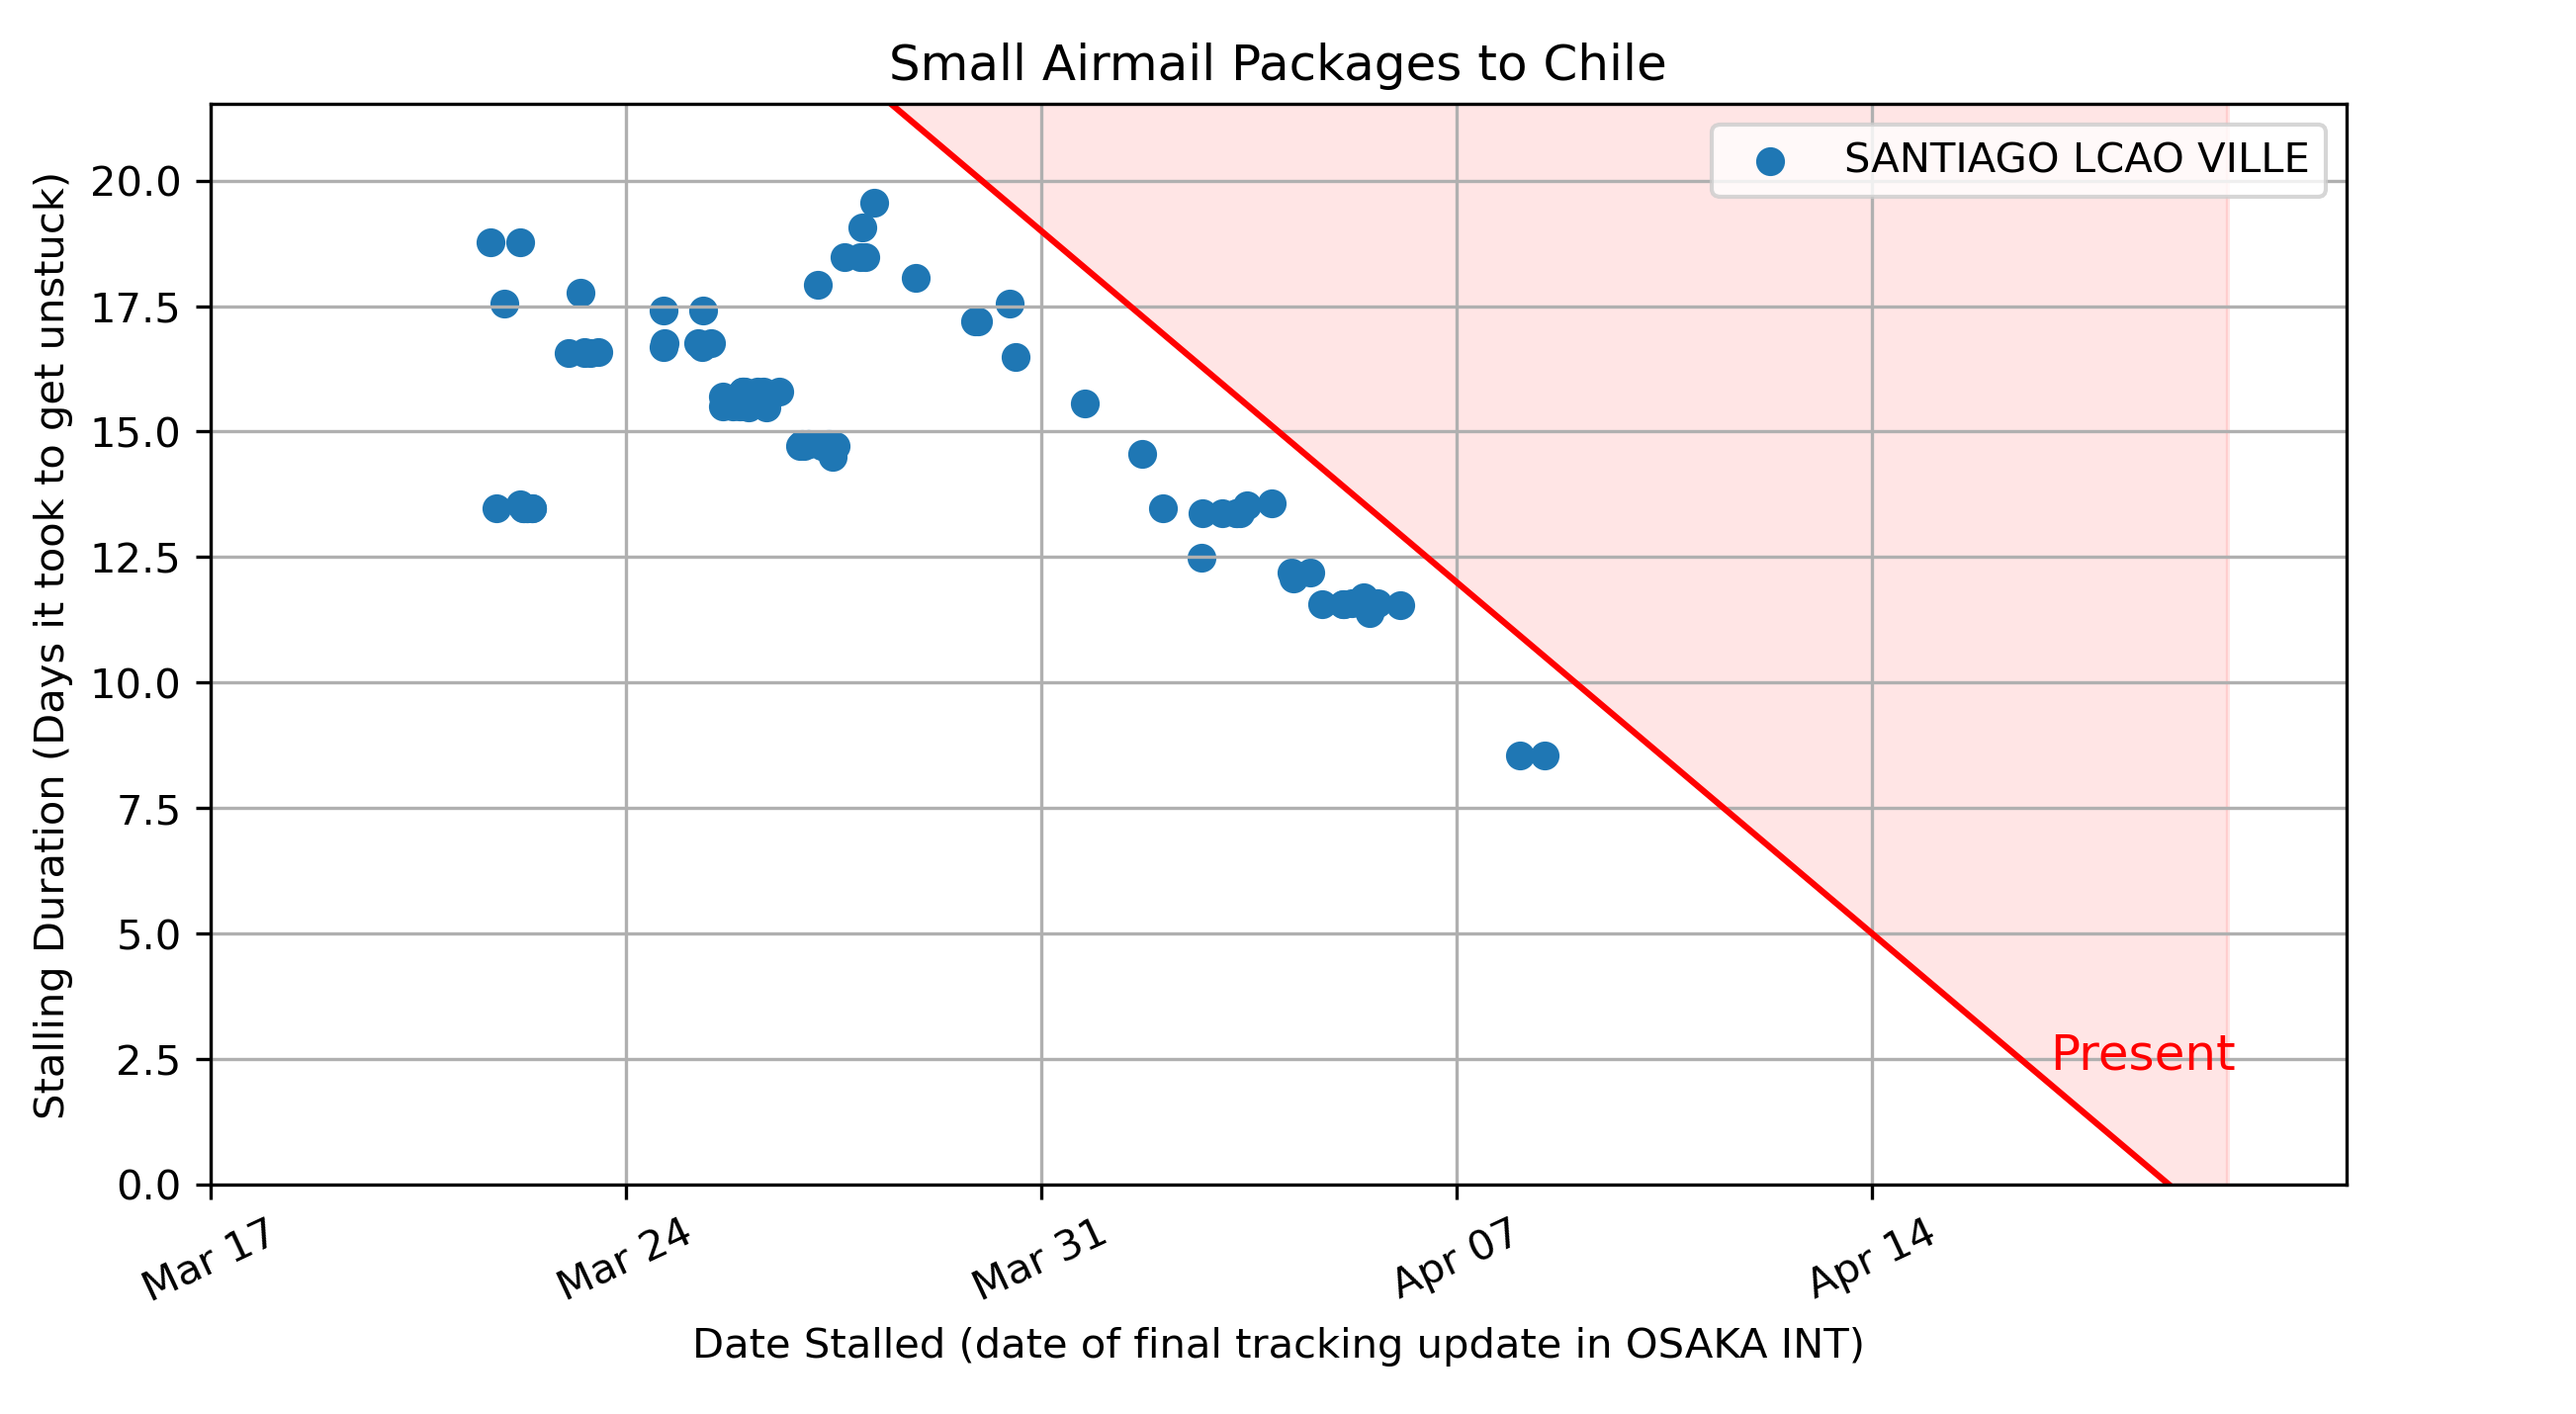 Small Airmail Packages to Chile
SANTIAGO LCAO VILLE
Stalling Duration (Days it took to get unstuck)
20.0
17.5
15.0
12.5
10.0
7.5
5.0
2.5
0.0
Present
Mar 17
Mar 24
Mar 31
Apr 07
Apr 14
Date Stalled (date of final tracking update in OSAKA INT)